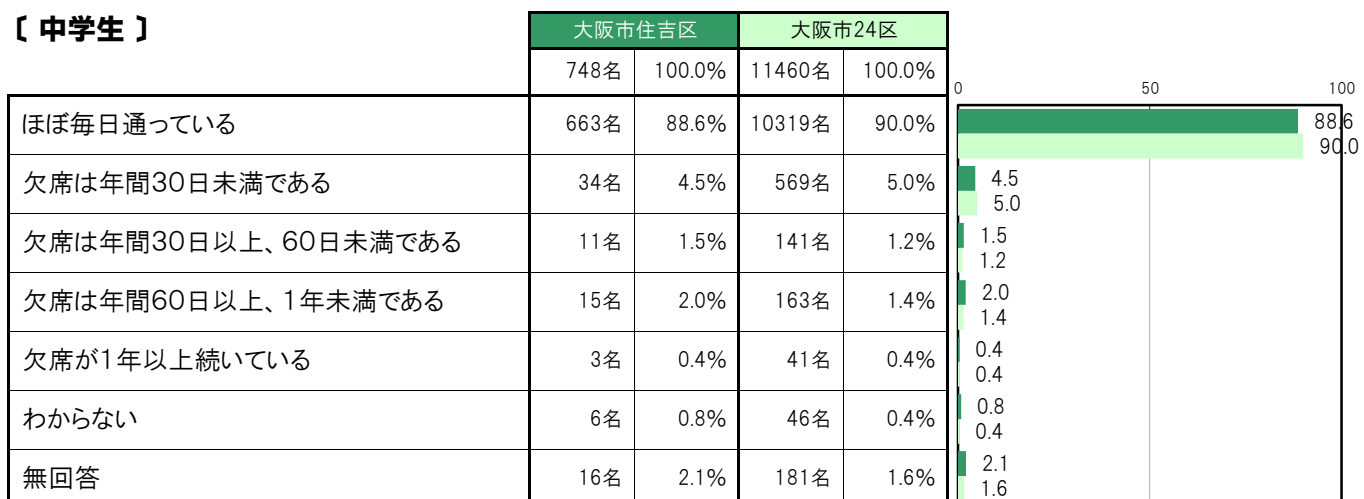 〔 中学生 〕
大阪市住吉区 大阪市24区
748名 100.0% 11460名 100.0%
0 50 100
ほぼ毎日通っている 663名 88.6% 10319名 90.0% 88.6
90.0
欠席は年間30日未満である 34名 4.5% 569名 5.0% 4.5
5.0
欠席は年間30日以上、60日未満である 11名 1.5% 141名 1.2% 1.5
1.2
欠席は年間60日以上、1年未満である 15名 2.0% 163名 1.4% 2.0
1.4
欠席が1年以上続いている 3名 0.4% 41名 0.4% 0.4
0.4
わからない 6名 0.8% 46名 0.4% 0.8
0.4
無回答 16名 2.1% 181名 1.6% 2.1
1.6